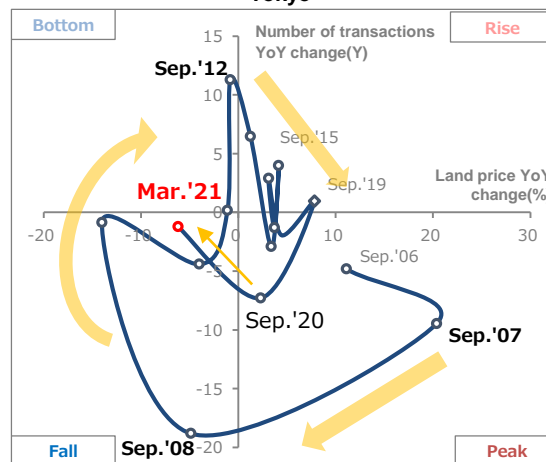 Tokyo
Bottom
Rise
Number of transactions
YoY change(Y)
15
10
5
0
-5
-10
-15
-20
-20
-10
0
10
20
30
Land price YoY
change(%
Sep.'12
Sep.'15
Sep.'19
Mar.'21
Sep.'06
Sep.'20
Sep.'07
Sep.'08
Fall
Peak